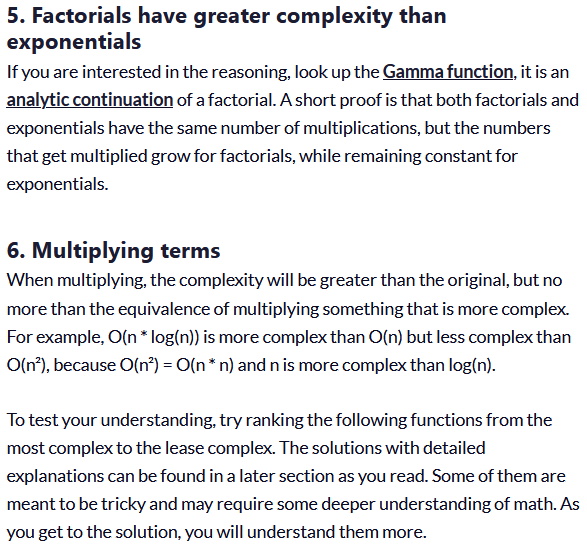 5. Factorials have greater complexity than
exponentials
If you are interested in the reasoning, look up the Gamma function, it is an
analytic continuation of a factorial. A short proof is that both factorials and
exponentials have the same number of multiplications, but the numbers
that get multiplied grow for factorials, while remaining constant for
exponentials.
6. Multiplying terms
When multiplying, the complexity will be greater than the original, but no
more than the equivalence of multiplying something that is more complex.
For example, O(n * log(n)) is more complex than O(n) but less complex than
O(n²), because O(n²) = O(n * n) and n is more complex than log(n).
To test your understanding, try ranking the following functions from the
most complex to the lease complex. The solutions with detailed
explanations can be found in a later section as you read. Some of them are
meant to be tricky and may require some deeper understanding of math. As
you get to the solution, you will understand them more.